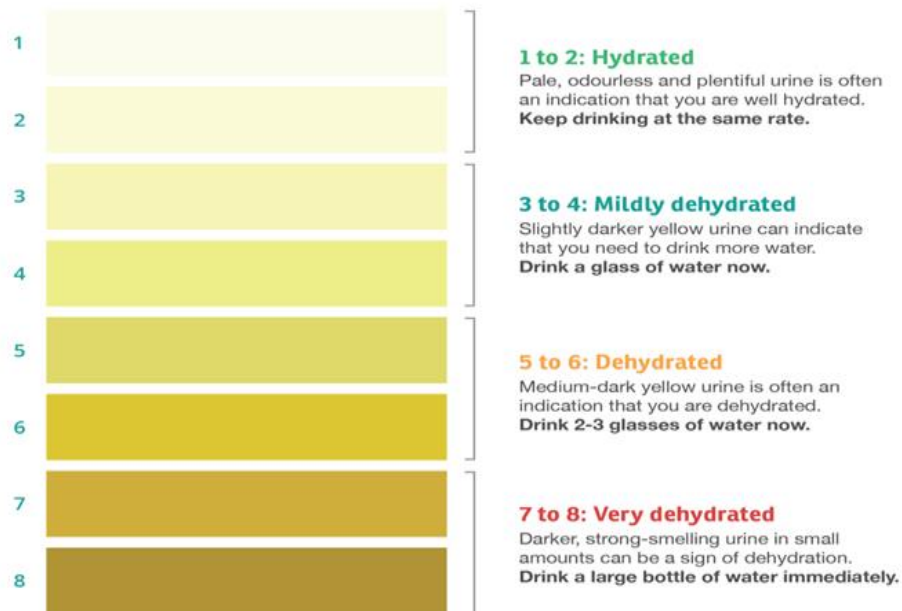 1
2
3
4
5
6
7
8
1 to 2: Hydrated
Pale, odourless and plentiful urine is often
an indication that you are well hydrated.
Keep drinking at the same rate.
3 to 4: Mildly dehydrated
Slightly darker yellow urine can indicate
that you need to drink more water.
Drink a glass of water now.
5 to 6: Dehydrated
Medium-dark yellow urine is often an
indication that you are dehydrated.
Drink 2-3 glasses of water now.
7 to 8: Very dehydrated
Darker, strong-smelling urine in small
amounts can be a sign of dehydration.
Drink a large bottle of water immediately.